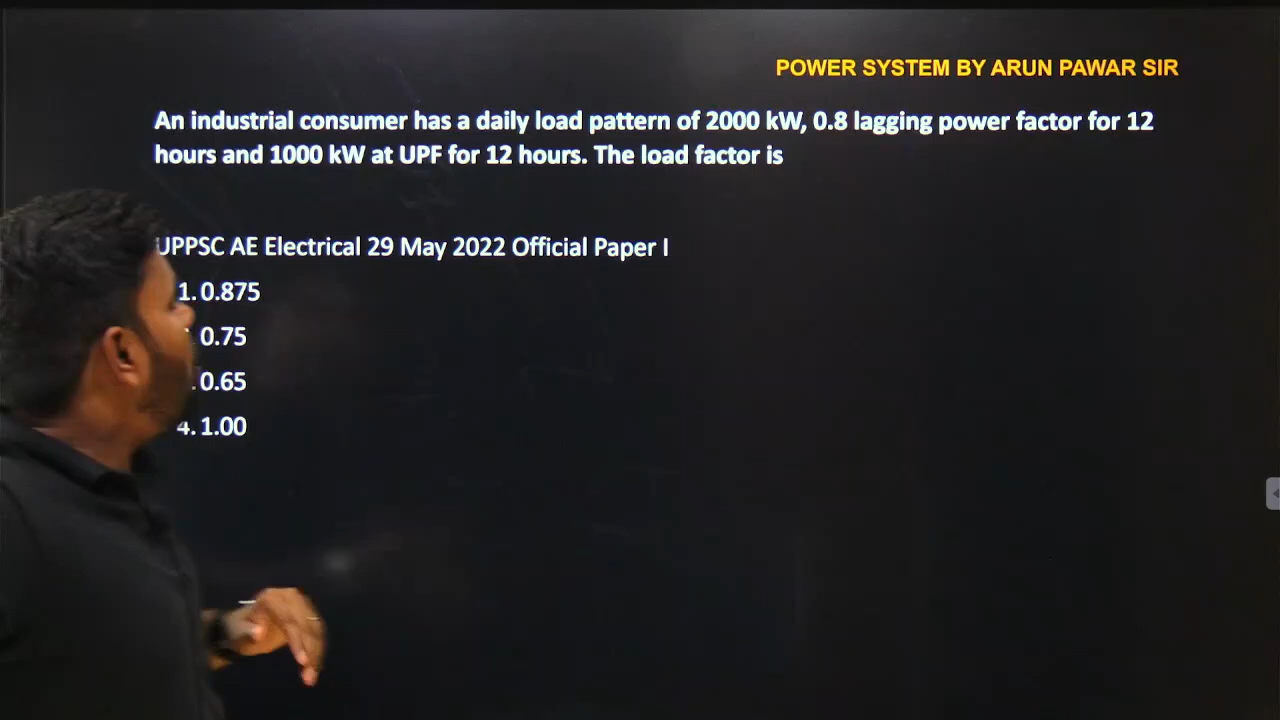 POWER SYSTEM BY ARUN PAWAR SIR
An industrial consumer has a daily load pattern of 2000 kW, 0.8 lagging power factor for 12
hours and 1000 kW at UPF for 12 hours. The load factor is
UPPSC AE Electrical 29 May 2022 Official Paper I
1. 0.875
0.75
. 0.65
4. 1.00